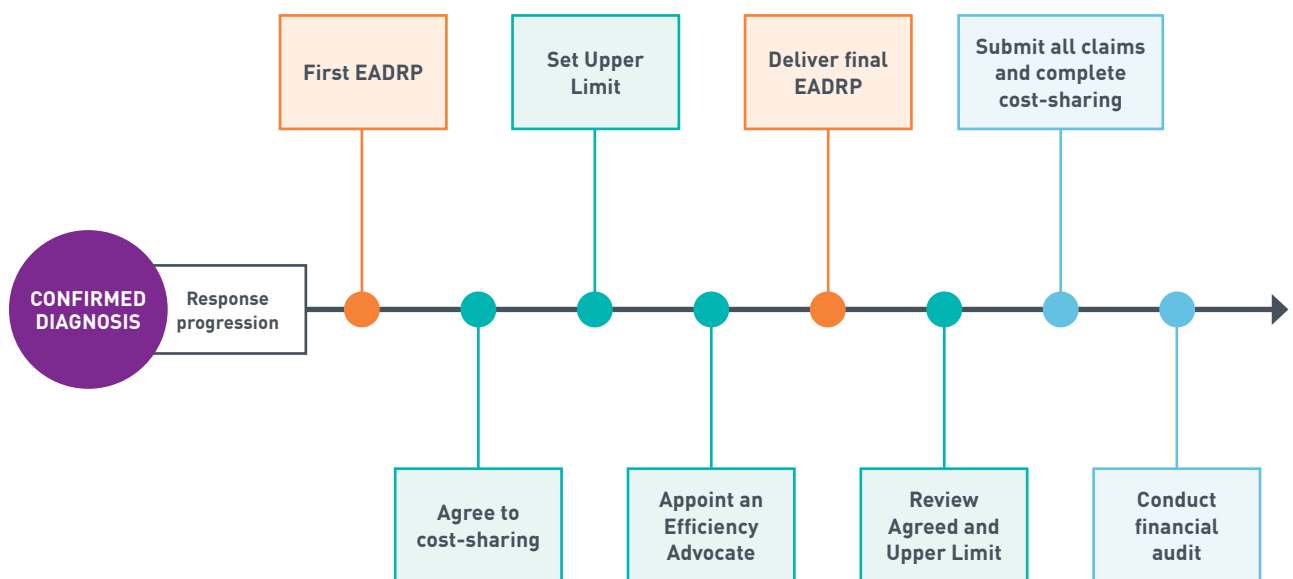 First EADRP
Set Upper
Limit
Deliver final
EADRP
Submit all claims
and complete
cost-sharing
CONFIRMED
DIAGNOSIS
Response
progression
Agree to
cost-sharing
Appoint an
Efficiency
Advocate
Review
Agreed and
Upper Limit
Conduct
financial
audit